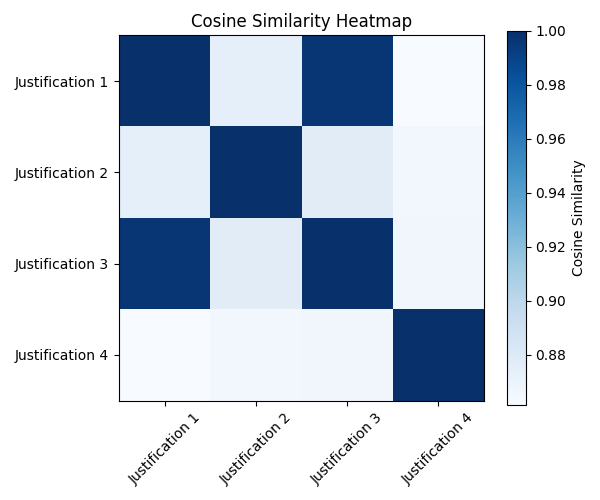 Cosine Similarity Heatmap
Justification 1
Justification 2
Justification 3
Justification 4
Justification 1
Justification 2
Justification 3
Justification 4
1.00
0.98
0.96
0.94
0.92
0.90
0.88
Cosine Similarity